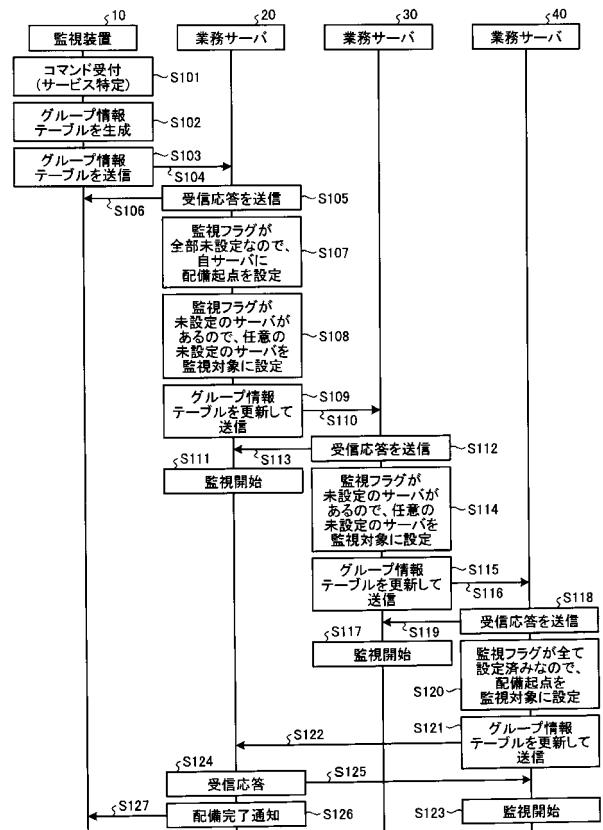 10
20
30
40
監視装置
業務サーバ
業務サーバ
業務サーバ
コマンド受付
(サービス特定)
S101
グループ情報
テーブルを生成
S102
グループ情報
テーブルを送信
S103
S104
受信応答を送信
S105
S106
監視フラグが
全部未設定なので、
自サーバに
配備起点を設定
S107
監視フラグが
未設定のサーバが
あるので、任意の
未設定のサーバを
監視対象に設定
S108
グループ情報
テーブルを更新して
送信
S109
S110
受信応答を送信
S112
S111
S113
監視開始
監視フラグが
未設定のサーバが
あるので、任意の
未設定のサーバを
監視対象に設定
S114
グループ情報
テーブルを更新して
送信
S115
S116
S118
受信応答を送信
S117
S119
監視開始
監視フラグが全て
設定済みなので、
配備起点を
監視対象に設定
S120
S121
グループ情報
テーブルを更新して
送信
S122
S124
受信応答
S125
S127
配備完了通知
S126
S123
監視開始